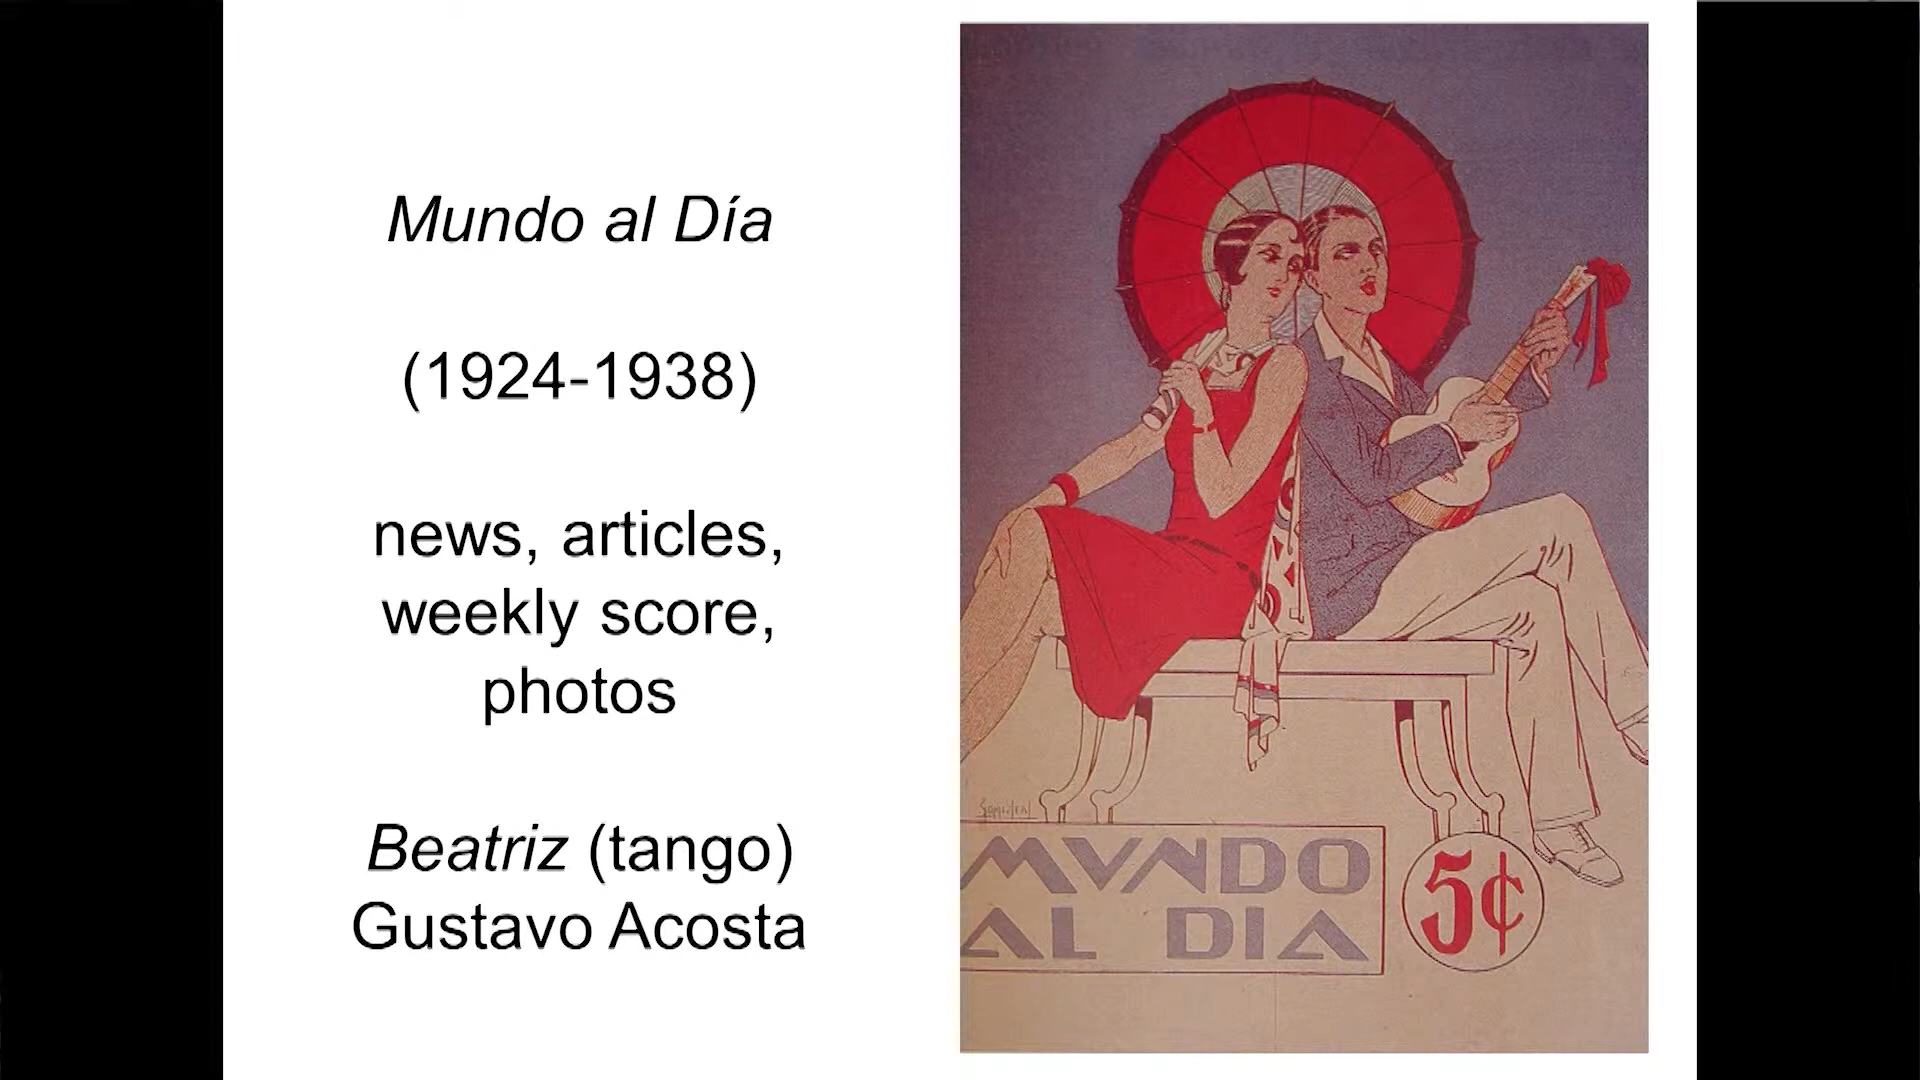 Mundo al Día
(1924-1938)
news, articles,
weekly score,
photos
Beatriz (tango)
Gustavo Acosta
MVNDO
AL DIA
5¢